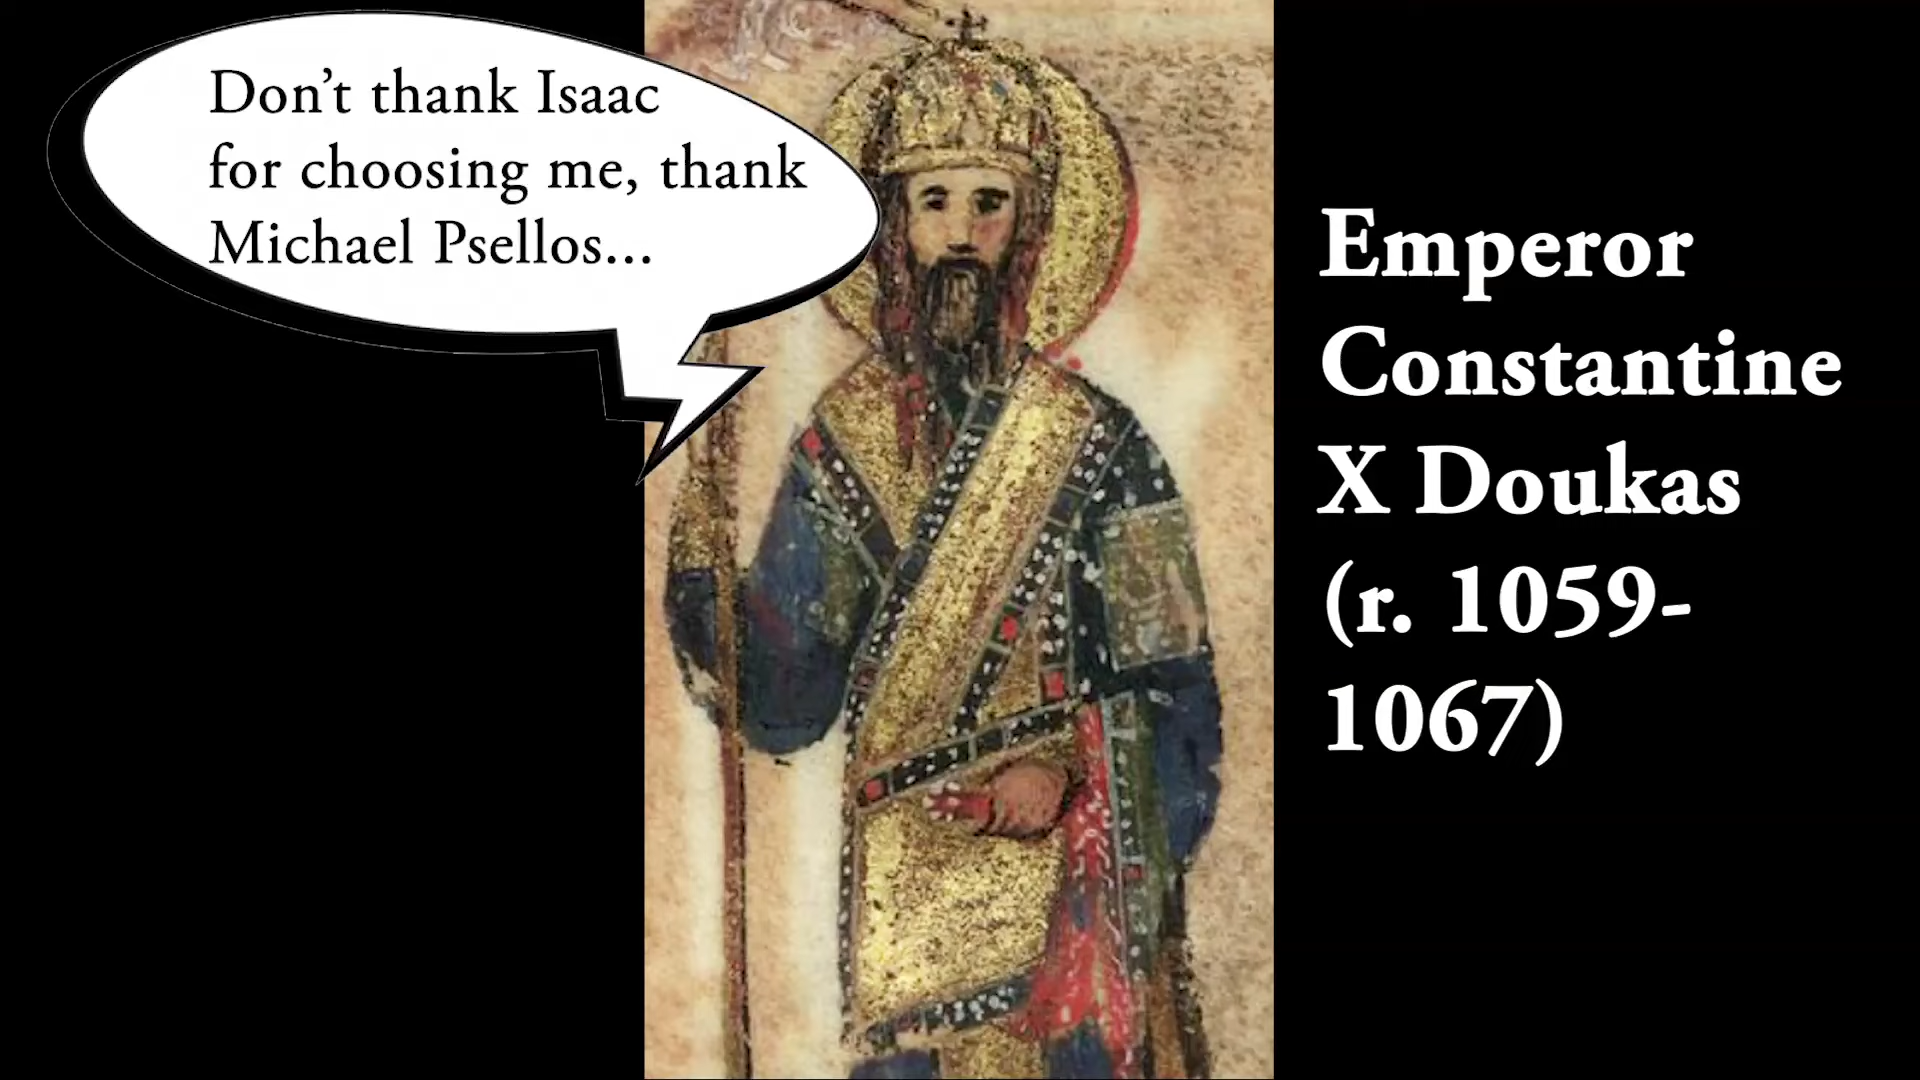 Don’t thank Isaac
for choosing me, thank
Michael Psellos...
Emperor
Constantine
X Doukas
(r. 1059-
1067)